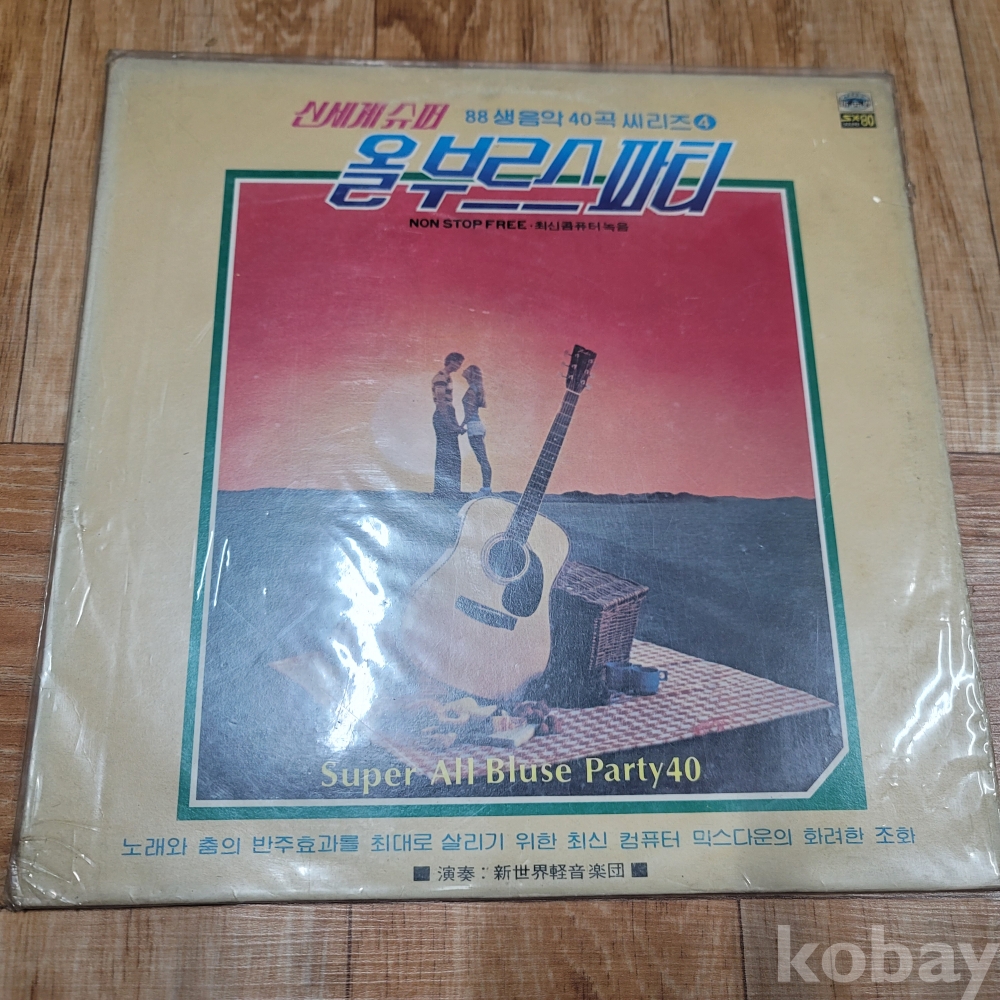 신세계 슈퍼 88 생음악 40곡 씨리즈 4
올부르스파티
NON STOP FREE · 최신콤퓨터녹음
SX 80
Super All Bluse Party40
노래와 춤의 반주효과를 최대로 살리기 위한 최신 컴퓨터 믹스다운의 화려한 조화
■ 演奏: 新世界軽音楽団 ■
kobay